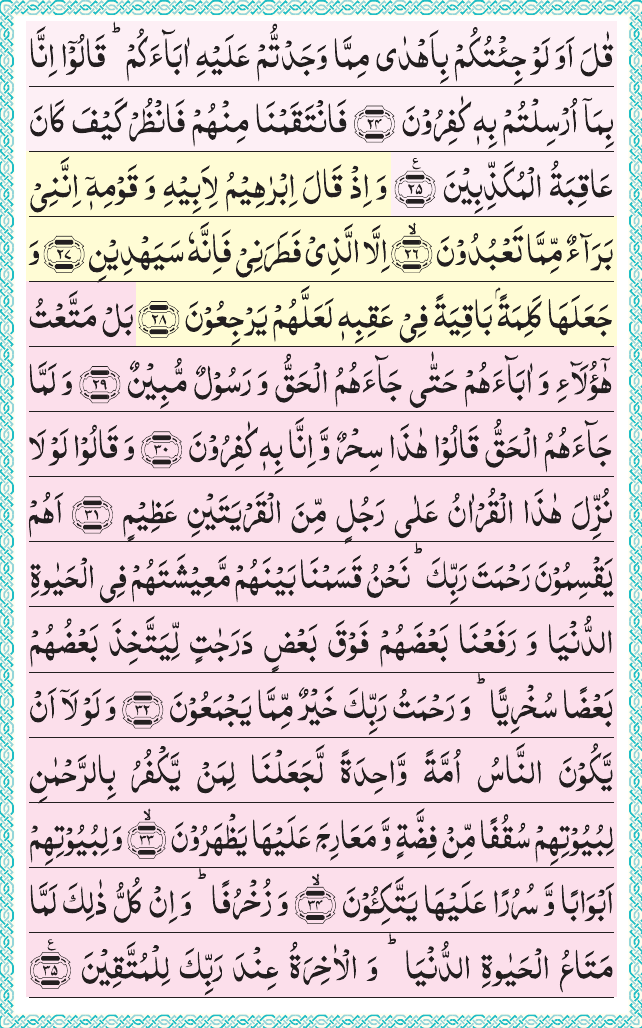 قٰلَ اَوَ لَوْ جِئْتُكُمْ بِاَهْدٰى مِمَّا وَجَدْتُّمْ عَلَيْهِ اٰبَآءَكُمْ ؕ قَالُوْۤا اِنَّا
بِمَاۤ اُرْسِلْتُمْ بِهٖ كٰفِرُوْنَ ﴿۲۴﴾ فَانْتَقَمْنَا مِنْهُمْ فَانْظُرْ كَيْفَ كَانَ
عَاقِبَةُ الْمُكَذِّبِيْنَ ﴿۲۵﴾ ع وَ اِذْ قَالَ اِبْرٰهِيْمُ لِاَبِيْهِ وَ قَوْمِهٖۤ اِنَّنِيْ
بَرَآءٌ مِّمَّا تَعْبُدُوْنَ ﴿۲۶﴾ ۙ اِلَّا الَّذِيْ فَطَرَنِيْ فَاِنَّهٗ سَيَهْدِيْنِ ﴿۲۷﴾ وَ
جَعَلَهَا كَلِمَةًۢ بَاقِيَةً فِيْ عَقِبِهٖ لَعَلَّهُمْ يَرْجِعُوْنَ ﴿۲۸﴾ بَلْ مَتَّعْتُ
هٰۤؤُلَآءِ وَ اٰبَآءَهُمْ حَتّٰى جَآءَهُمُ الْحَقُّ وَ رَسُوْلٌ مُّبِيْنٌ ﴿۲۹﴾ وَ لَمَّا
جَآءَهُمُ الْحَقُّ قَالُوْا هٰذَا سِحْرٌ وَّ اِنَّا بِهٖ كٰفِرُوْنَ ﴿۳۰﴾ وَ قَالُوْا لَوْ لَا
نُزِّلَ هٰذَا الْقُرْاٰنُ عَلٰى رَجُلٍ مِّنَ الْقَرْيَتَيْنِ عَظِيْمٍ ﴿۳۱﴾ اَهُمْ
يَقْسِمُوْنَ رَحْمَتَ رَبِّكَ ؕ نَحْنُ قَسَمْنَا بَيْنَهُمْ مَّعِيْشَتَهُمْ فِى الْحَيٰوةِ
الدُّنْيَا وَ رَفَعْنَا بَعْضَهُمْ فَوْقَ بَعْضٍ دَرَجٰتٍ لِّيَتَّخِذَ بَعْضُهُمْ
بَعْضًا سُخْرِيًّا ؕ وَ رَحْمَتُ رَبِّكَ خَيْرٌ مِّمَّا يَجْمَعُوْنَ ﴿۳۲﴾ وَ لَوْ لَاۤ اَنْ
يَّكُوْنَ النَّاسُ اُمَّةً وَّاحِدَةً لَّجَعَلْنَا لِمَنْ يَّكْفُرُ بِالرَّحْمٰنِ
لِبُيُوْتِهِمْ سُقُفًا مِّنْ فِضَّةٍ وَّ مَعَارِجَ عَلَيْهَا يَظْهَرُوْنَ ﴿۳۳﴾ ۙ وَ لِبُيُوْتِهِمْ
اَبْوَابًا وَّ سُرُرًا عَلَيْهَا يَتَّكِـُٔوْنَ ﴿۳۴﴾ ۙ وَ زُخْرُفًا ؕ وَ اِنْ كُلُّ ذٰلِكَ لَمَّا
مَتَاعُ الْحَيٰوةِ الدُّنْيَا ؕ وَ الْاٰخِرَةُ عِنْدَ رَبِّكَ لِلْمُتَّقِيْنَ ﴿۳۵﴾ ع